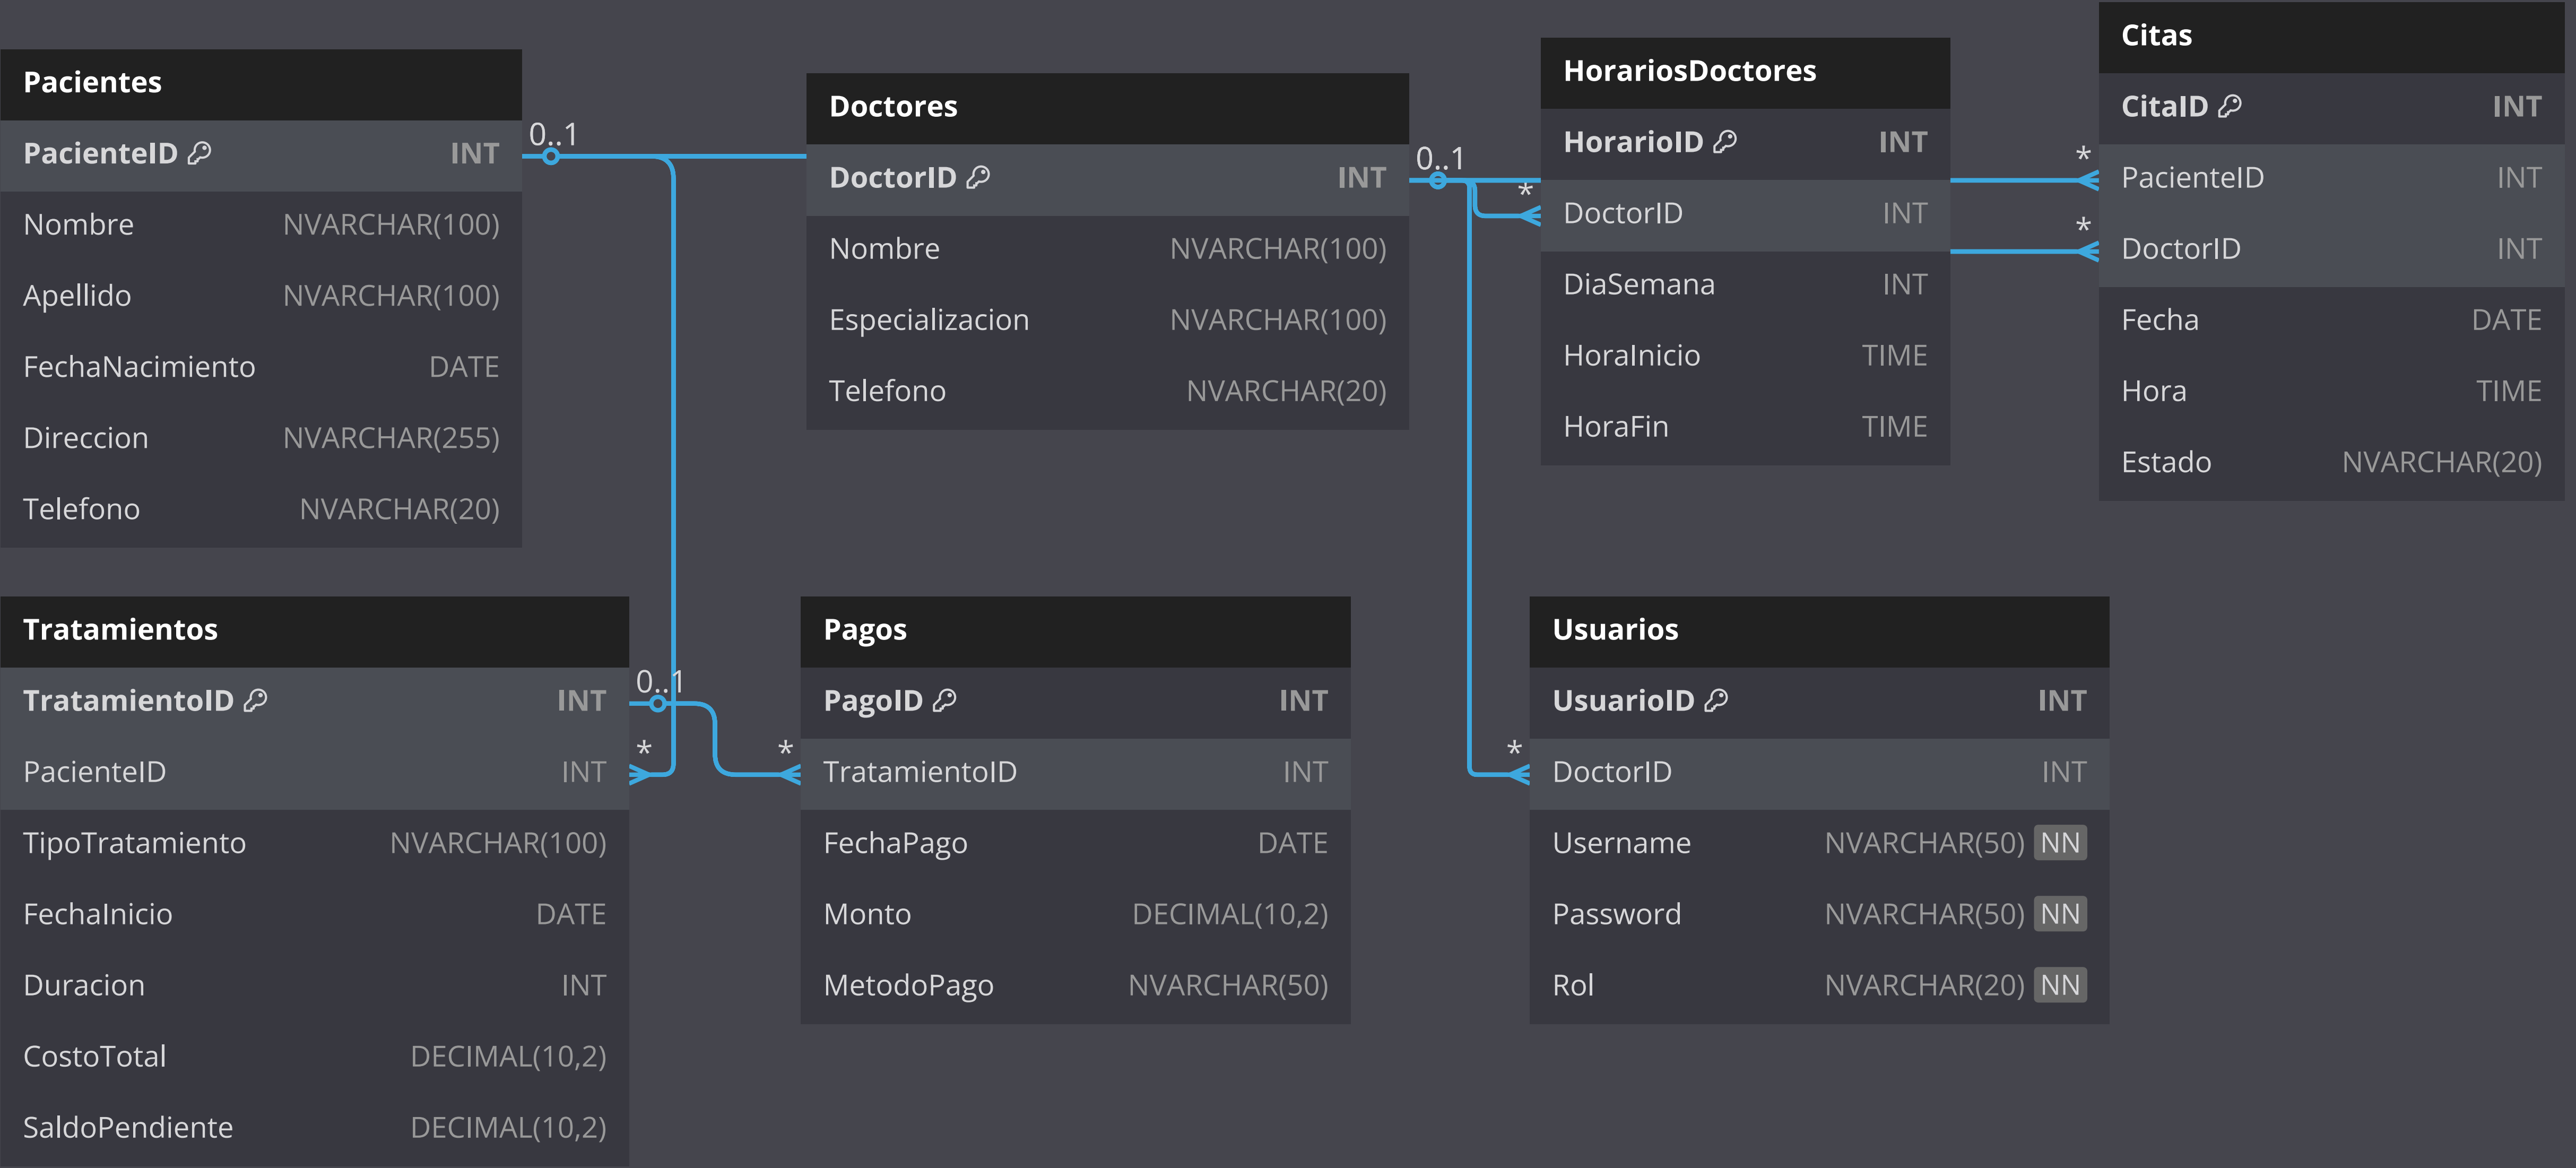 Pacientes
PacienteID INT
Nombre NVARCHAR(100)
Apellido NVARCHAR(100)
FechaNacimiento DATE
Direccion NVARCHAR(255)
Telefono NVARCHAR(20)
0..1
Doctores
DoctorID INT
Nombre NVARCHAR(100)
Especializacion NVARCHAR(100)
Telefono NVARCHAR(20)
0..1
*
HorariosDoctores
HorarioID INT
DoctorID INT
DiaSemana INT
HoraInicio TIME
HoraFin TIME
*
*
Citas
CitaID INT
PacienteID INT
DoctorID INT
Fecha DATE
Hora TIME
Estado NVARCHAR(20)
Tratamientos
TratamientoID INT
PacienteID INT
TipoTratamiento NVARCHAR(100)
FechaInicio DATE
Duracion INT
CostoTotal DECIMAL(10,2)
SaldoPendiente DECIMAL(10,2)
0..1
*
*
Pagos
PagoID INT
TratamientoID INT
FechaPago DATE
Monto DECIMAL(10,2)
MetodoPago NVARCHAR(50)
*
Usuarios
UsuarioID INT
DoctorID INT
Username NVARCHAR(50) NN
Password NVARCHAR(50) NN
Rol NVARCHAR(20) NN